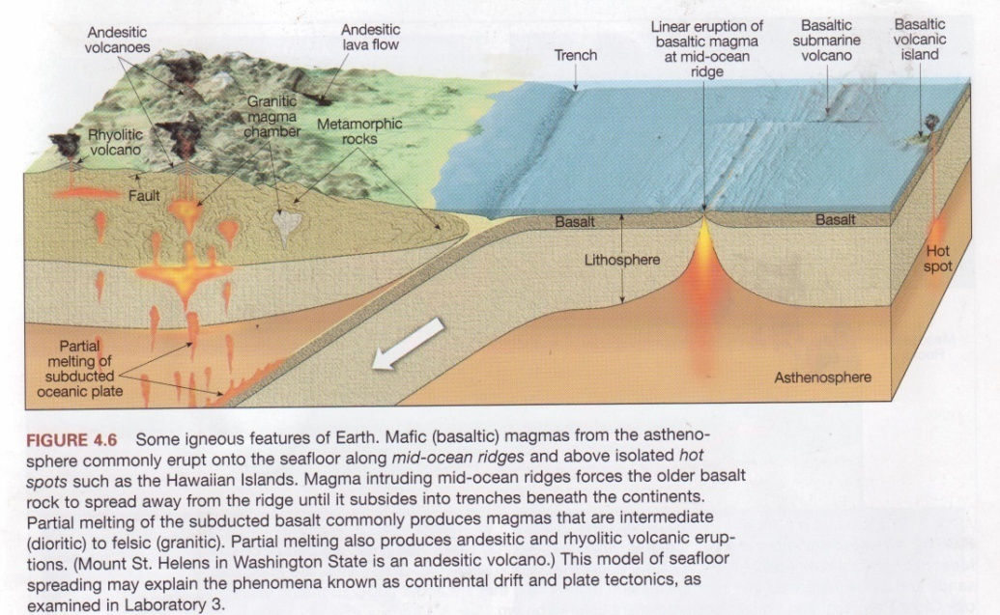 Andesitic
volcanoes
Andesitic
lava flow
Linear eruption of
basaltic magma
at mid-ocean
ridge
Basaltic
submarine
volcano
Basaltic
volcanic
island
Trench
Granitic
magma
chamber
Metamorphic
rocks
Rhyolitic
volcano
Fault
Basalt
Basalt
Lithosphere
Hot
spot
Partial
melting of
subducted
oceanic plate
Asthenosphere
FIGURE 4.6 Some igneous features of Earth. Mafic (basaltic) magmas from the astheno-
sphere commonly erupt onto the seafloor along mid-ocean ridges and above isolated hot
spots such as the Hawaiian Islands. Magma intruding mid-ocean ridges forces the older basalt
rock to spread away from the ridge until it subsides into trenches beneath the continents.
Partial melting of the subducted basalt commonly produces magmas that are intermediate
(dioritic) to felsic (granitic). Partial melting also produces andesitic and rhyolitic volcanic erup-
tions. (Mount St. Helens in Washington State is an andesitic volcano.) This model of seafloor
spreading may explain the phenomena known as continental drift and plate tectonics, as
examined in Laboratory 3.